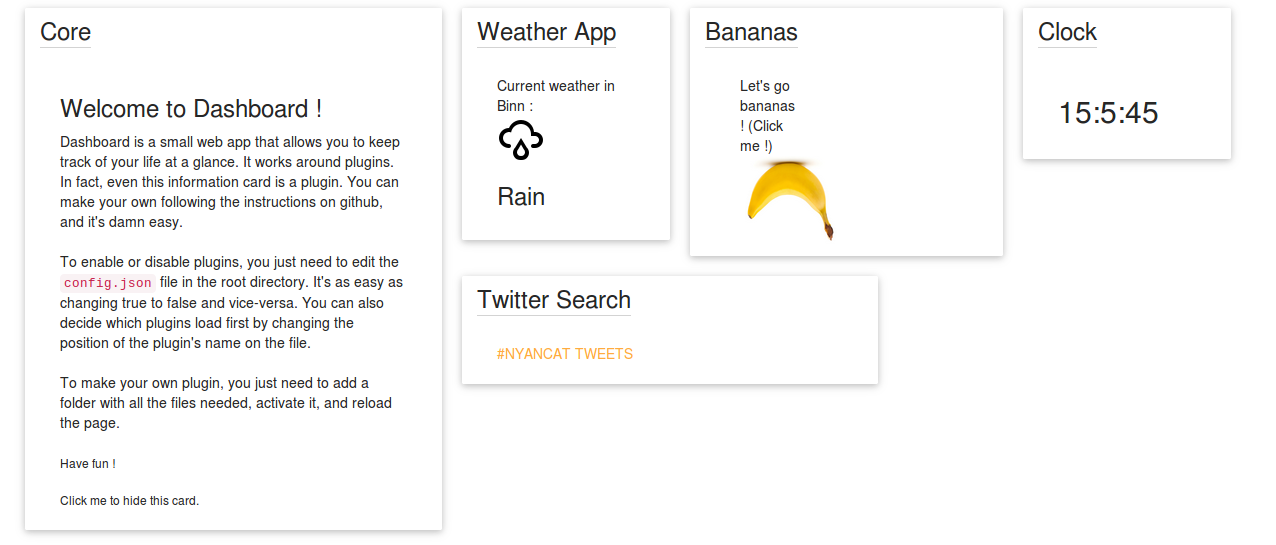 Core
Welcome to Dashboard !
Dashboard is a small web app that allows you to keep
track of your life at a glance. It works around plugins.
In fact, even this information card is a plugin. You can
make your own following the instructions on github,
and it's damn easy.
To enable or disable plugins, you just need to edit the
config.json file in the root directory. It's as easy as
changing true to false and vice-versa. You can also
decide which plugins load first by changing the
position of the plugin's name on the file.
To make your own plugin, you just need to add a
folder with all the files needed, activate it, and reload
the page.
Have fun !
Click me to hide this card.
Weather App
Current weather in
Binn :
Rain
Bananas
Let's go
bananas
! (Click
me !)
Clock
15:5:45
Twitter Search
#NYANCAT TWEETS